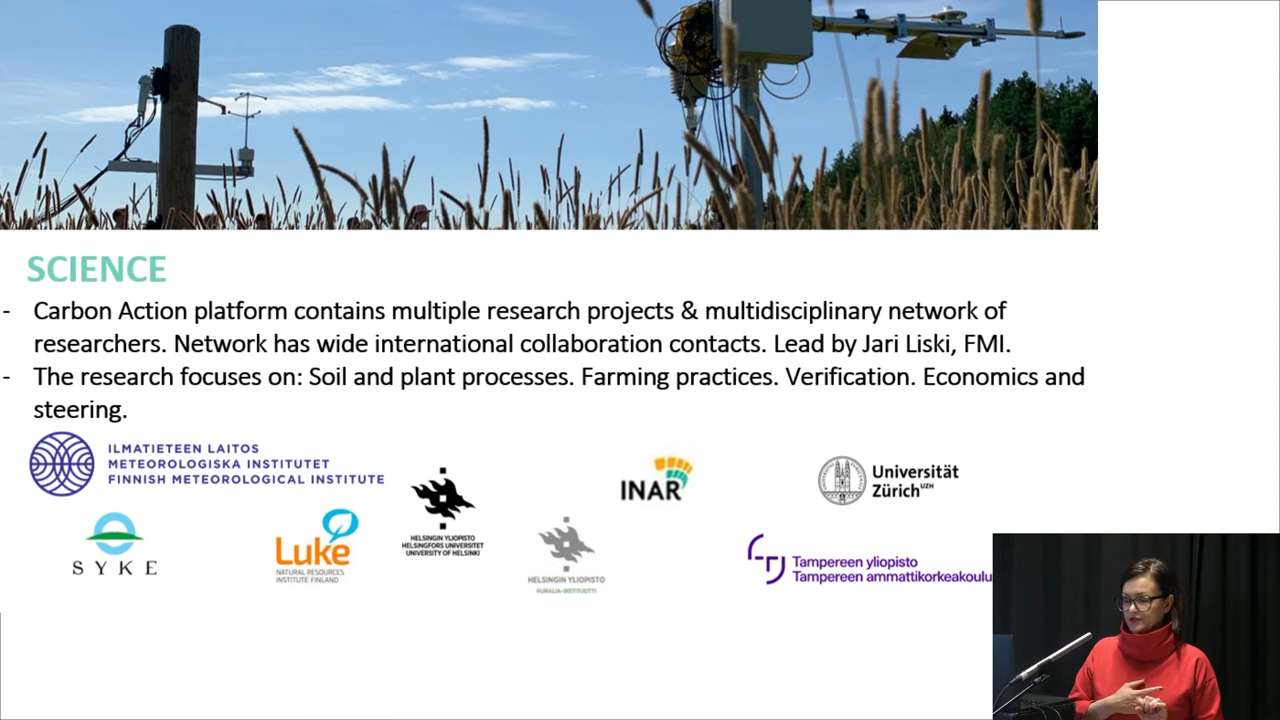 SCIENCE
- Carbon Action platform contains multiple research projects & multidisciplinary network of
researchers. Network has wide international collaboration contacts. Lead by Jari Liski, FMI.
- The research focuses on: Soil and plant processes. Farming practices. Verification. Economics and
steering.
ILMATIETEEN LAITOS
METEOROLOGISKA INSTITUTET
FINNISH METEOROLOGICAL INSTITUTE
INAR
Universität
Zürich UZH
SYKE
Luke
NATURAL RESOURCES
INSTITUTE FINLAND
HELSINGIN YLIOPISTO
HELSINGFORS UNIVERSITET
UNIVERSITY OF HELSINKI
HELSINGIN YLIOPISTO
RURALIA-INSTITUUTTI
Tampereen yliopisto
Tampereen ammattikorkeakoulu